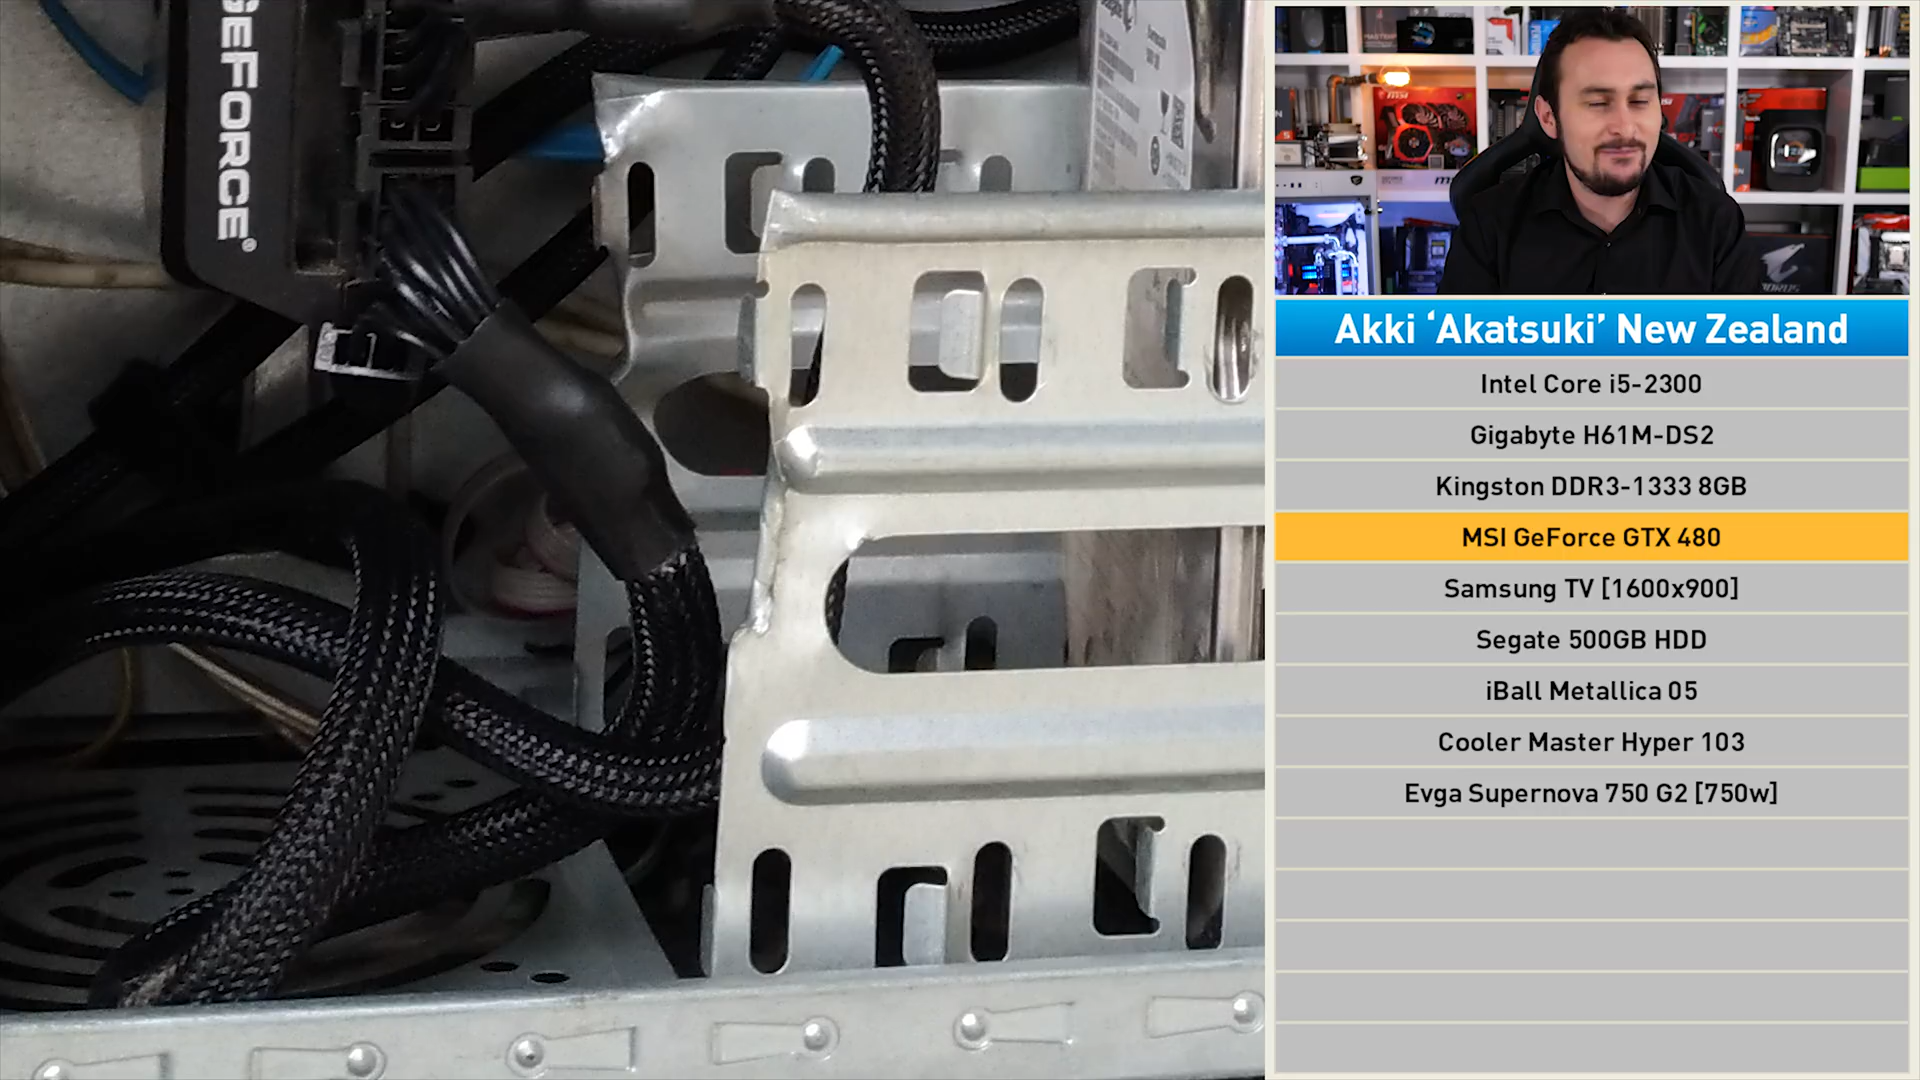 GEFORCE®
Akki ‘Akatsuki’ New Zealand
Intel Core i5-2300
Gigabyte H61M-DS2
Kingston DDR3-1333 8GB
MSI GeForce GTX 480
Samsung TV [1600x900]
Segate 500GB HDD
iBall Metallica 05
Cooler Master Hyper 103
Evga Supernova 750 G2 [750w]